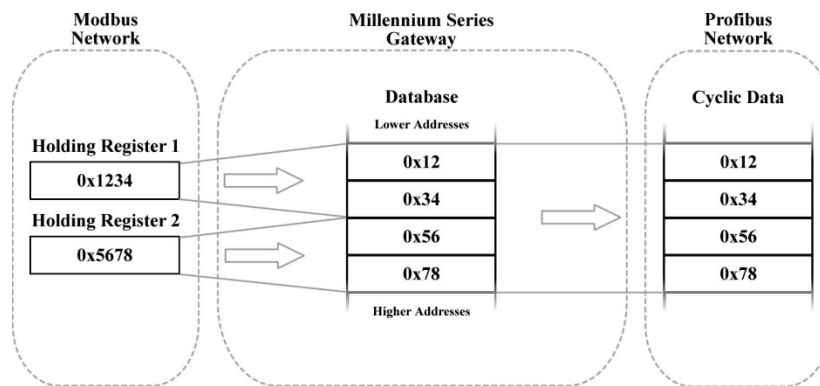 Modbus
Network
Millennium Series
Gateway
Profibus
Network
Database
Cyclic Data
Lower Addresses
Holding Register 1
0x1234
Holding Register 2
0x5678
0x12
0x34
0x56
0x78
Higher Addresses
0x12
0x34
0x56
0x78